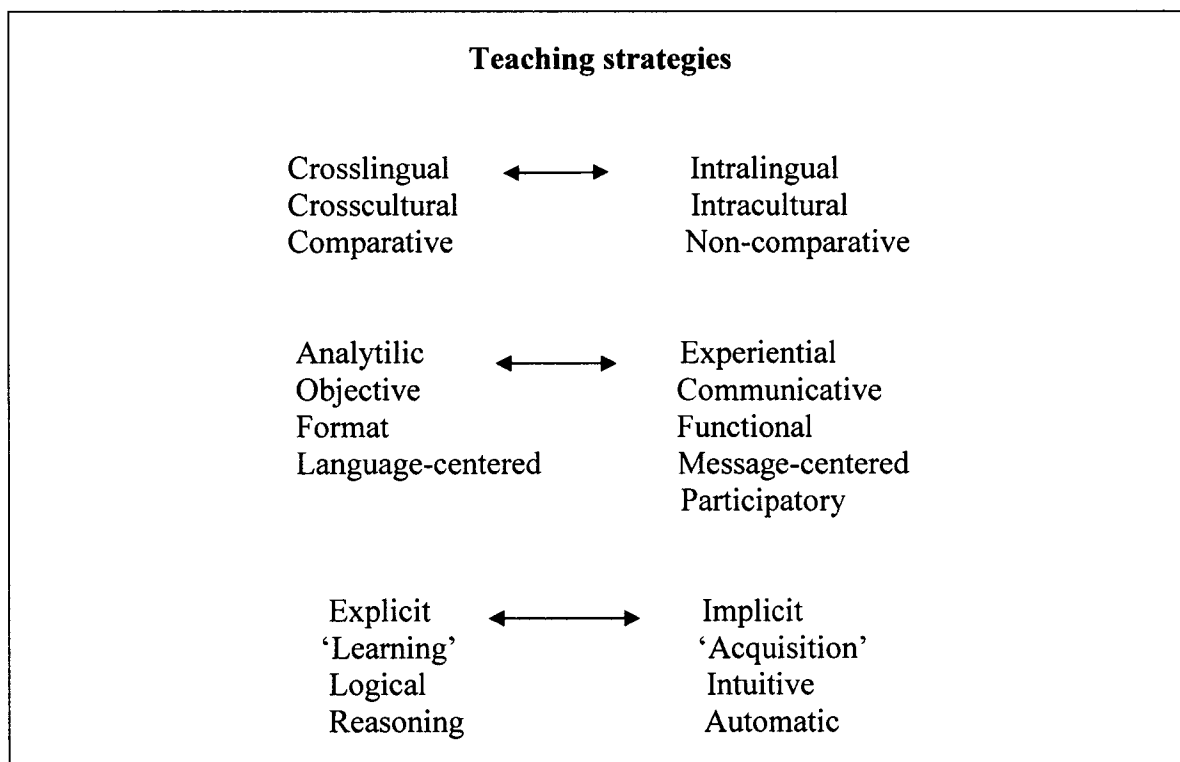 Teaching strategies
Crosslingual ↔ Intralingual
Crosscultural Intracultural
Comparative Non-comparative
Analytilic ↔ Experiential
Objective Communicative
Format Functional
Language-centered Message-centered
Participatory
Explicit ↔ Implicit
‘Learning’ ‘Acquisition’
Logical Intuitive
Reasoning Automatic